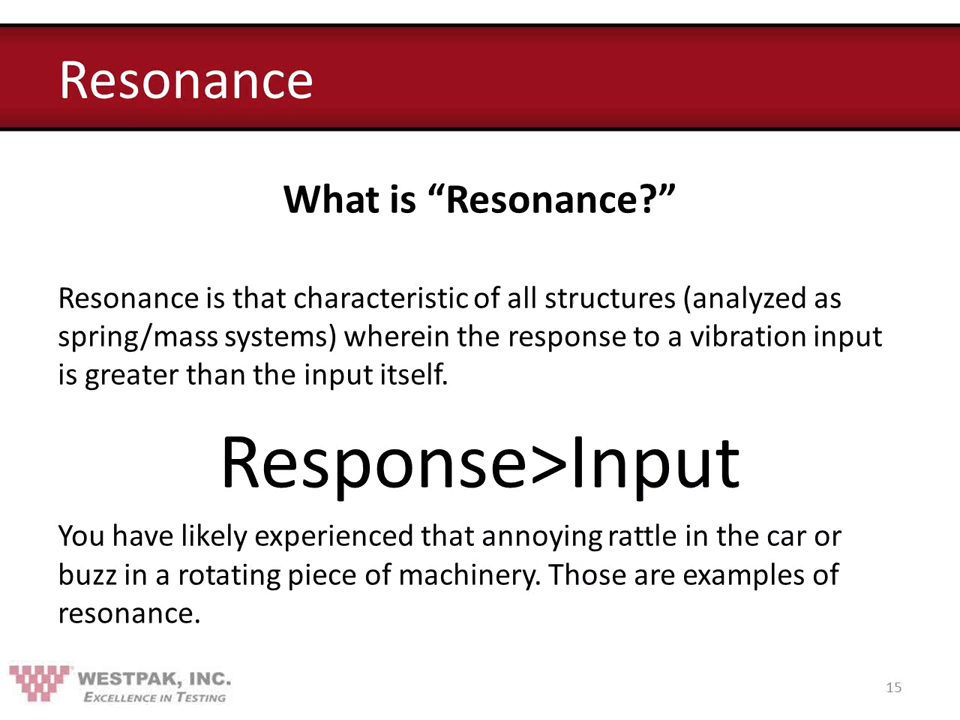 Resonance
What is “Resonance?”
Resonance is that characteristic of all structures (analyzed as
spring/mass systems) wherein the response to a vibration input
is greater than the input itself.
Response>Input
You have likely experienced that annoying rattle in the car or
buzz in a rotating piece of machinery. Those are examples of
resonance.
WESTPAK, INC.
EXCELLENCE IN TESTING
15